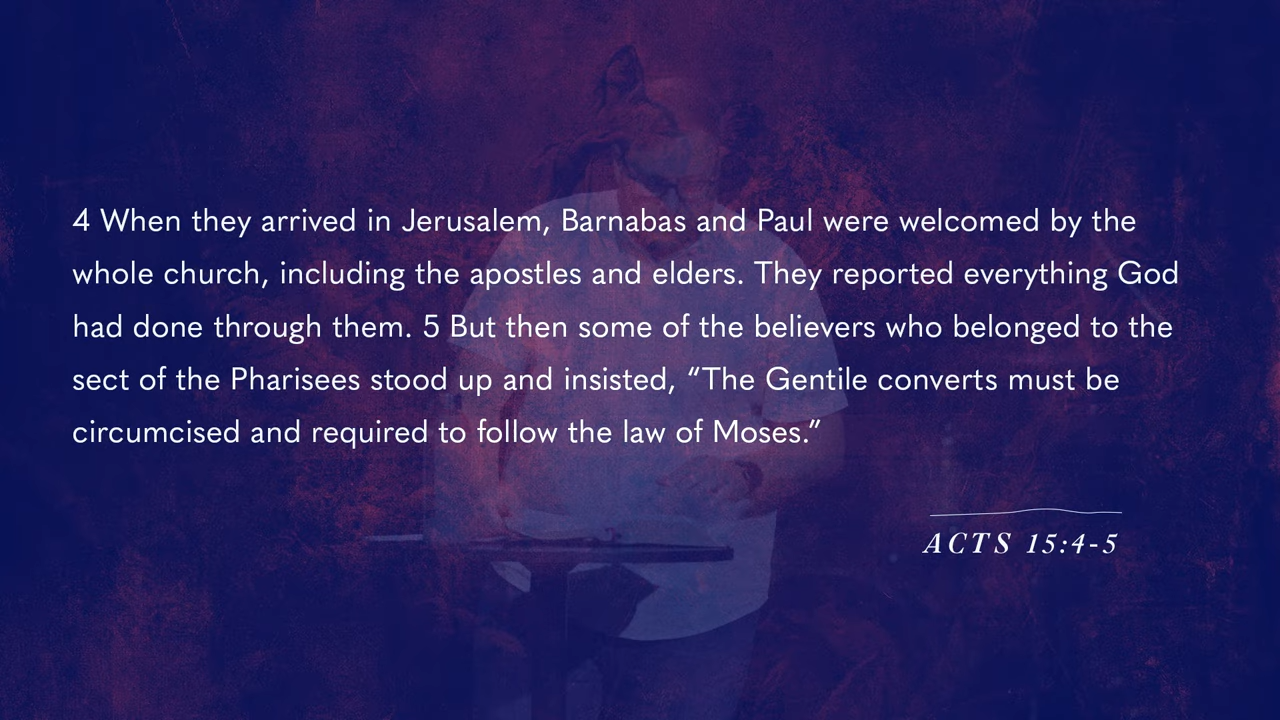 4 When they arrived in Jerusalem, Barnabas and Paul were welcomed by the
whole church, including the apostles and elders. They reported everything God
had done through them. 5 But then some of the believers who belonged to the
sect of the Pharisees stood up and insisted, “The Gentile converts must be
circumcised and required to follow the law of Moses.”
ACTS 15:4-5